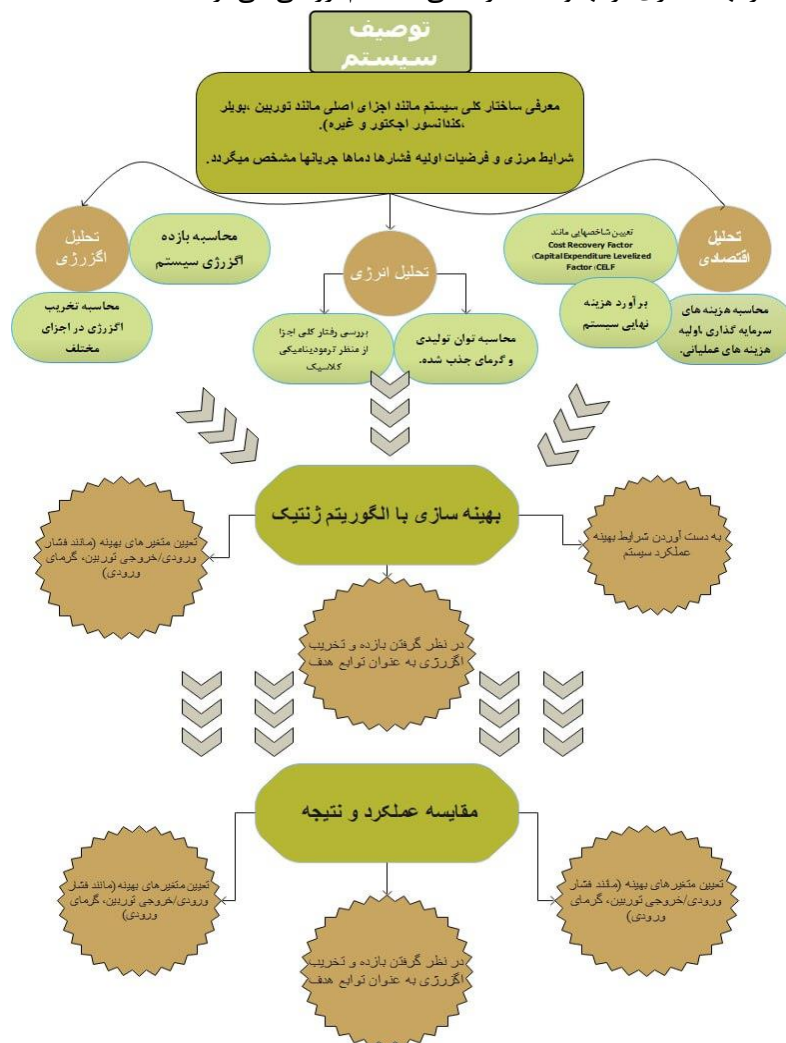 توصیف
سیستم
معرفی ساختار کلی سیستم مانند اجزای اصلی مانند توربین ،بویلر
،کندانسور اجکتور و غیره).
شرایط مرزی و فرضیات اولیه فشارها دماها جریانها مشخص میگردد.
تحلیل
اگزرژی
محاسبه بازده
اگزرژی سیستم
محاسبه تخریب
اگزرژی در اجزای
مختلف
تحلیل انرژی
بررسی رفتار کلی اجزا
از منظر ترمودینامیکی
کلاسیک
محاسبه توان تولیدی
و گرمای جذب شده.
تحلیل
اقتصادی
تعیین شاخصهایی مانند
Cost Recovery Factor
،Capital Expenditure Levelized
Factor (CELF
برآورد هزینه
نهایی سیستم
محاسبه هزینه های
سرمایه گذاری ،اولیه
هزینه های عملیاتی.
بهینه سازی با الگوریتم ژنتیک
تعیین متغیرهای بهینه (مانند فشار
ورودی/خروجی توربین، گرمای
ورودی)
در نظر گرفتن بازده و تخریب
اگزرژی به عنوان توابع هدف
به دست آوردن شرایط بهینه
عملکرد سیستم
مقایسه عملکرد و نتیجه
تعیین متغیرهای بهینه (مانند فشار
ورودی/خروجی توربین، گرمای
ورودی)
در نظر گرفتن بازده و تخریب
اگزرژی به عنوان توابع هدف
تعیین متغیرهای بهینه (مانند فشار
ورودی/خروجی توربین، گرمای
ورودی)